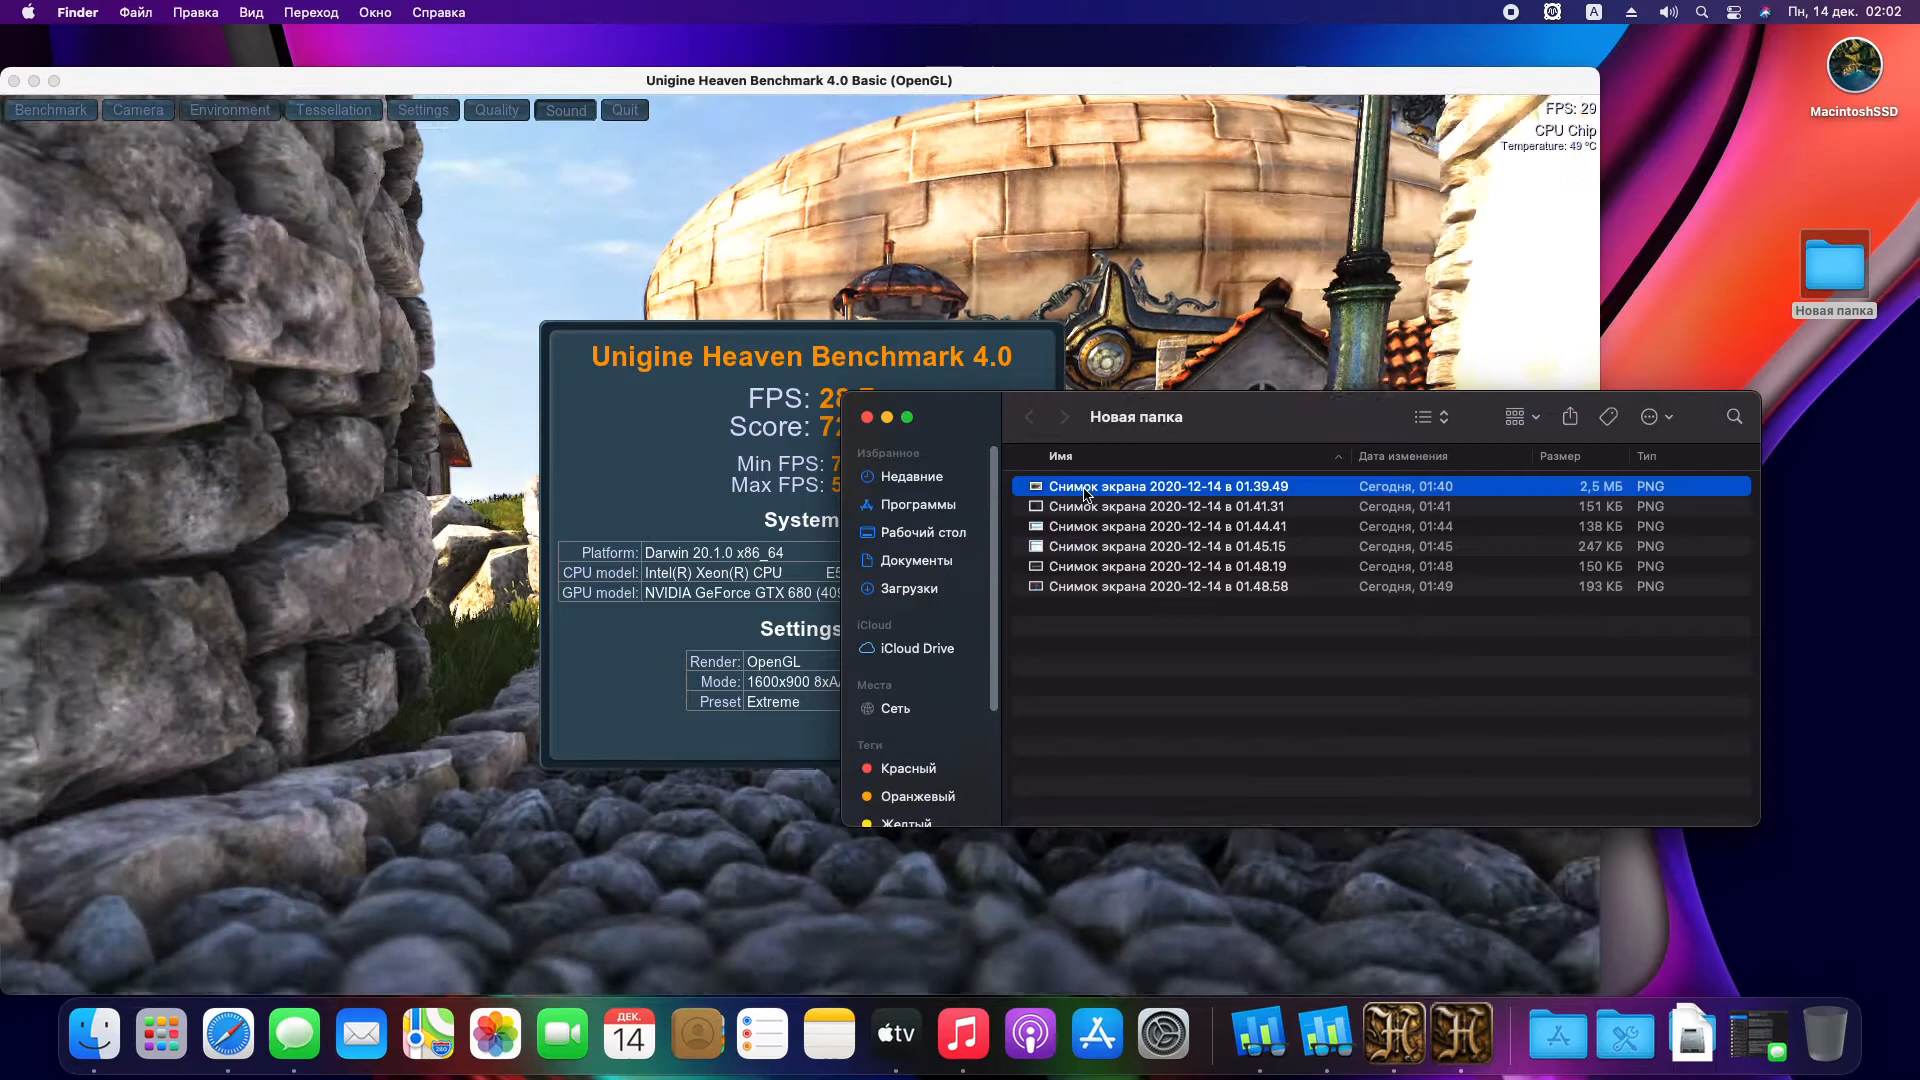 Finder Файл Правка Вид Переход Окно Справка A Пн, 14 дек. 02:02
Unigine Heaven Benchmark 4.0 Basic (OpenGL)
Benchmark Camera Environment Tessellation Settings Quality Sound Quit
FPS: 29
CPU Chip
Temperature: 49 °C
MacintoshSSD
Новая папка
Unigine Heaven Benchmark 4.0
FPS: 28
Score: 72
Min FPS: 7
Max FPS: 5
System
Platform: Darwin 20.1.0 x86_64
CPU model: Intel(R) Xeon(R) CPU E5
GPU model: NVIDIA GeForce GTX 680 (409
Settings
Render: OpenGL
Mode: 1600x900 8xA
Preset Extreme
Новая папка
Избранное
Недавние
Программы
Рабочий стол
Документы
Загрузки
iCloud
iCloud Drive
Места
Сеть
Теги
Красный
Оранжевый
Желтый
Имя Дата изменения Размер Тип
Снимок экрана 2020-12-14 в 01.39.49 Сегодня, 01:40 2,5 МБ PNG
Снимок экрана 2020-12-14 в 01.41.31 Сегодня, 01:41 151 КБ PNG
Снимок экрана 2020-12-14 в 01.44.41 Сегодня, 01:44 138 КБ PNG
Снимок экрана 2020-12-14 в 01.45.15 Сегодня, 01:45 247 КБ PNG
Снимок экрана 2020-12-14 в 01.48.19 Сегодня, 01:48 150 КБ PNG
Снимок экрана 2020-12-14 в 01.48.58 Сегодня, 01:49 193 КБ PNG
ДЕК.
14
280
tv